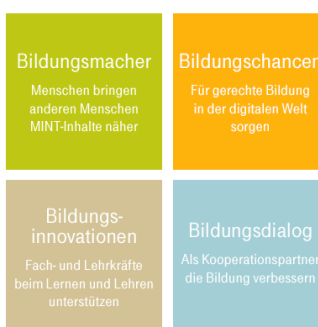 Bildungsmacher
Menschen bringen
anderen Menschen
MINT-Inhalte näher
Bildungschancen
Für gerechte Bildung
in der digitalen Welt
sorgen
Bildungs-
innovationen
Fach- und Lehrkräfte
beim Lernen und Lehren
unterstützen
Bildungsdialog
Als Kooperationspartner
die Bildung verbessern